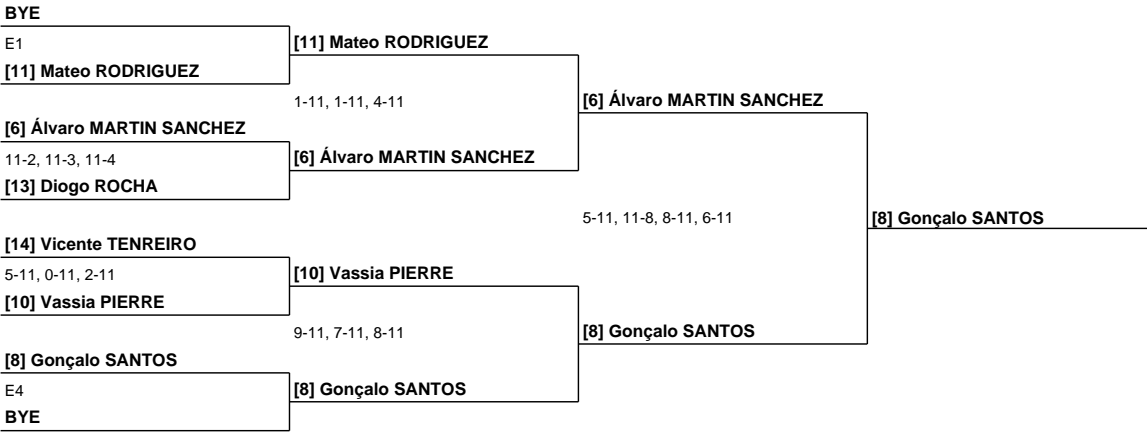 BYE
E1
[11] Mateo RODRIGUEZ
[11] Mateo RODRIGUEZ
1-11, 1-11, 4-11
[6] Álvaro MARTIN SANCHEZ
[6] Álvaro MARTIN SANCHEZ
11-2, 11-3, 11-4
[6] Álvaro MARTIN SANCHEZ
[13] Diogo ROCHA
5-11, 11-8, 8-11, 6-11
[8] Gonçalo SANTOS
[14] Vicente TENREIRO
5-11, 0-11, 2-11
[10] Vassia PIERRE
[10] Vassia PIERRE
9-11, 7-11, 8-11
[8] Gonçalo SANTOS
[8] Gonçalo SANTOS
E4
[8] Gonçalo SANTOS
BYE